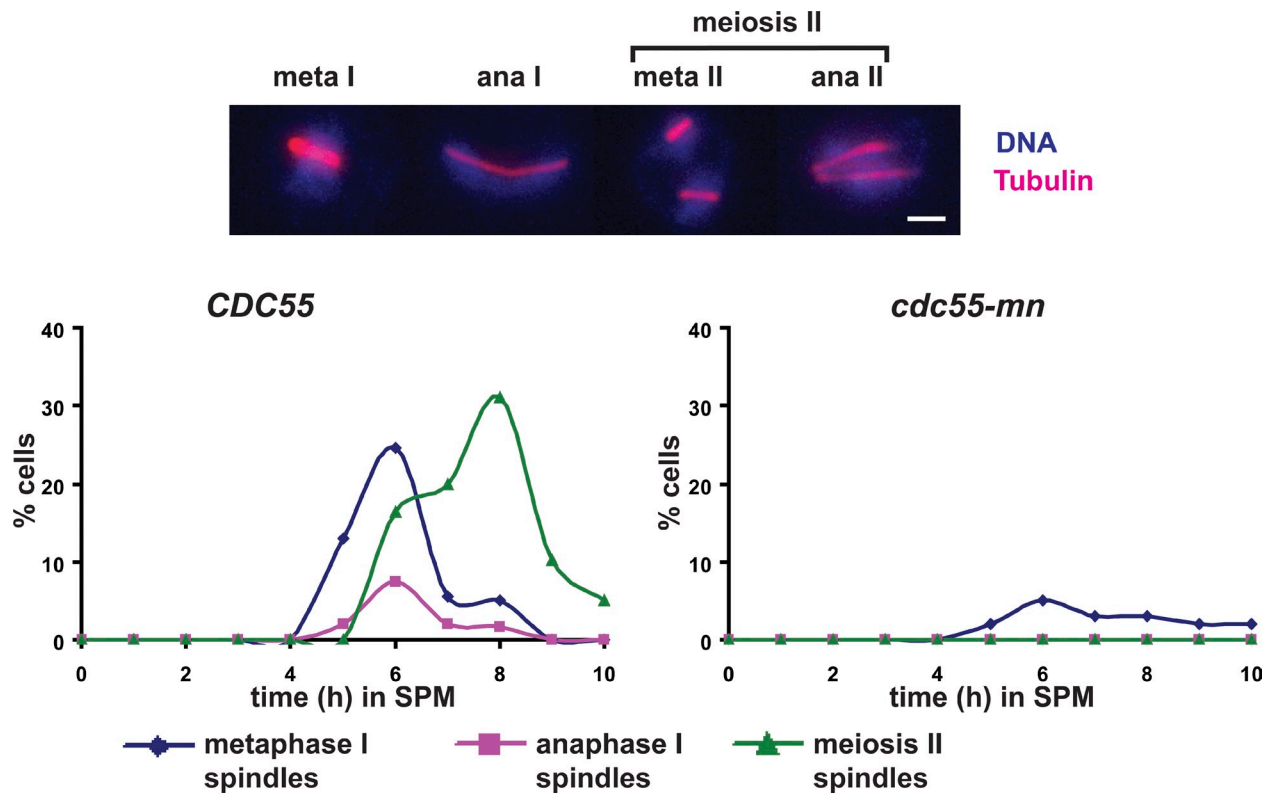 meiosis II
meta I ana I meta II ana II
DNA
Tubulin
CDC55
40
30
20
10
0
% cells
0 2 4 6 8 10
time (h) in SPM
cdc55-mn
40
30
20
10
0
% cells
0 2 4 6 8 10
time (h) in SPM
metaphase I
spindles
anaphase I
spindles
meiosis II
spindles